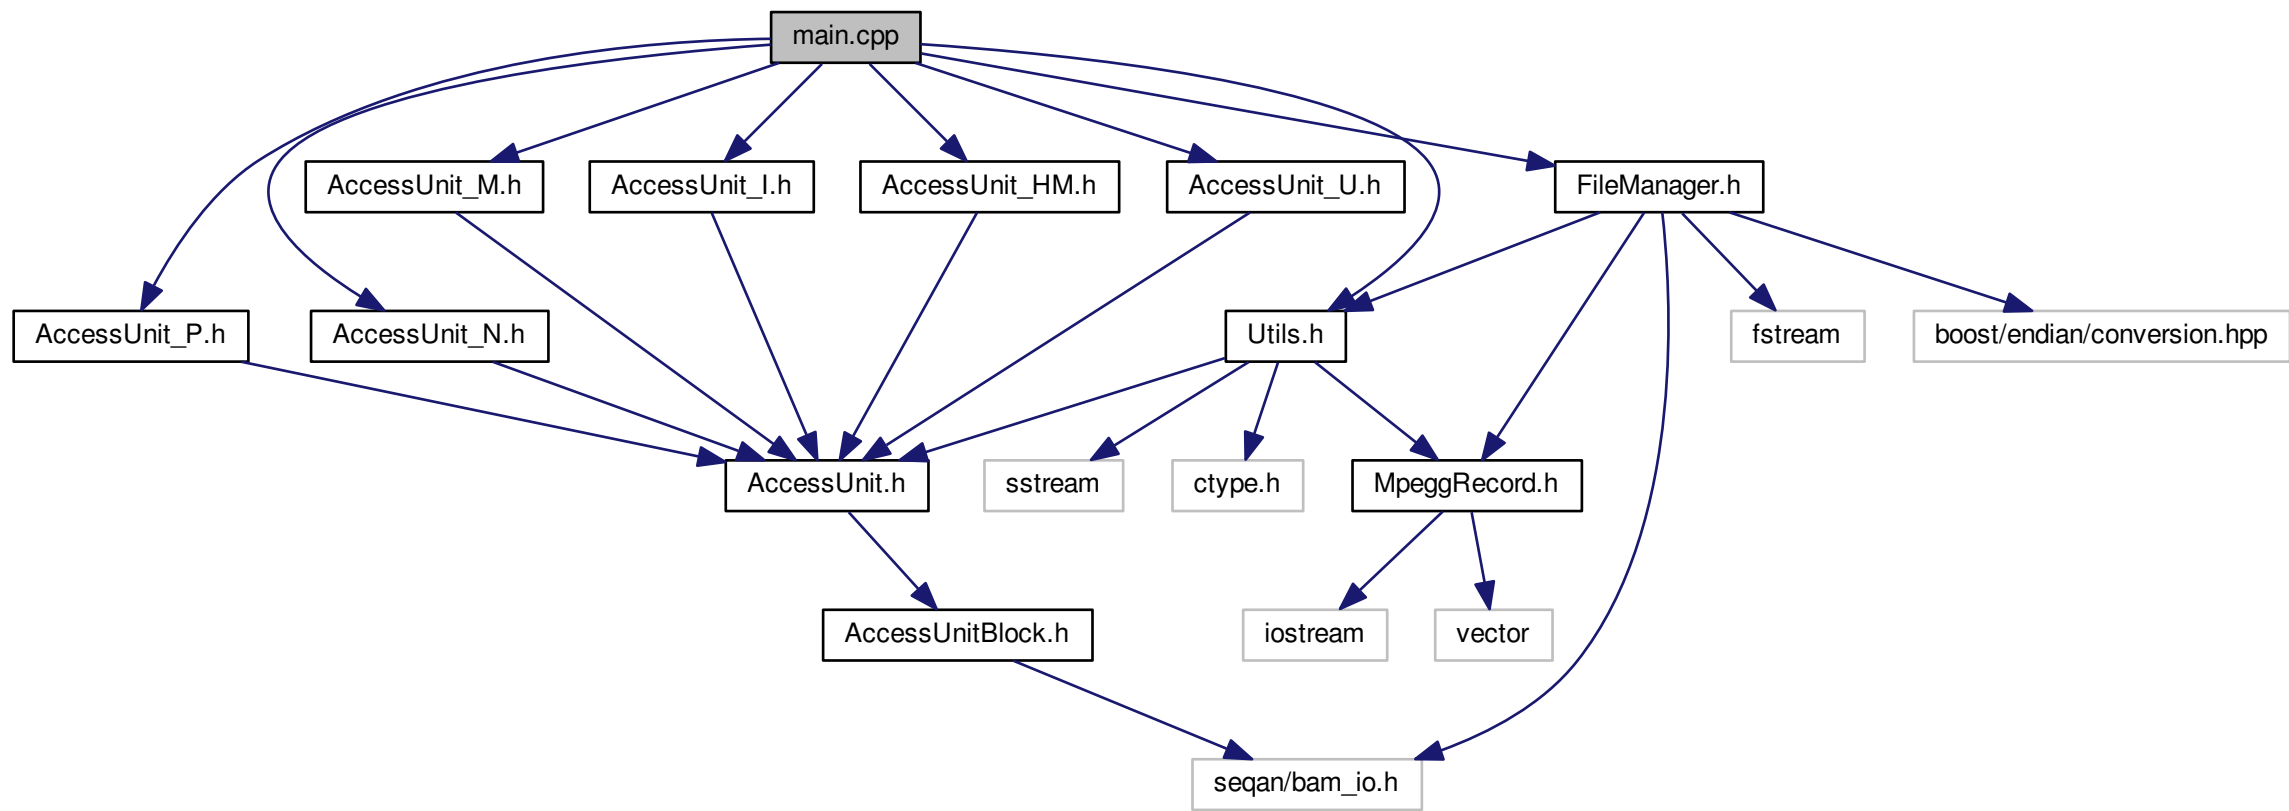 main.cpp
AccessUnit_M.h
AccessUnit_I.h
AccessUnit_HM.h
AccessUnit_U.h
FileManager.h
AccessUnit_P.h
AccessUnit_N.h
Utils.h
fstream
boost/endian/conversion.hpp
AccessUnit.h
sstream
ctype.h
MpeggRecord.h
AccessUnitBlock.h
iostream
vector
seqan/bam_io.h